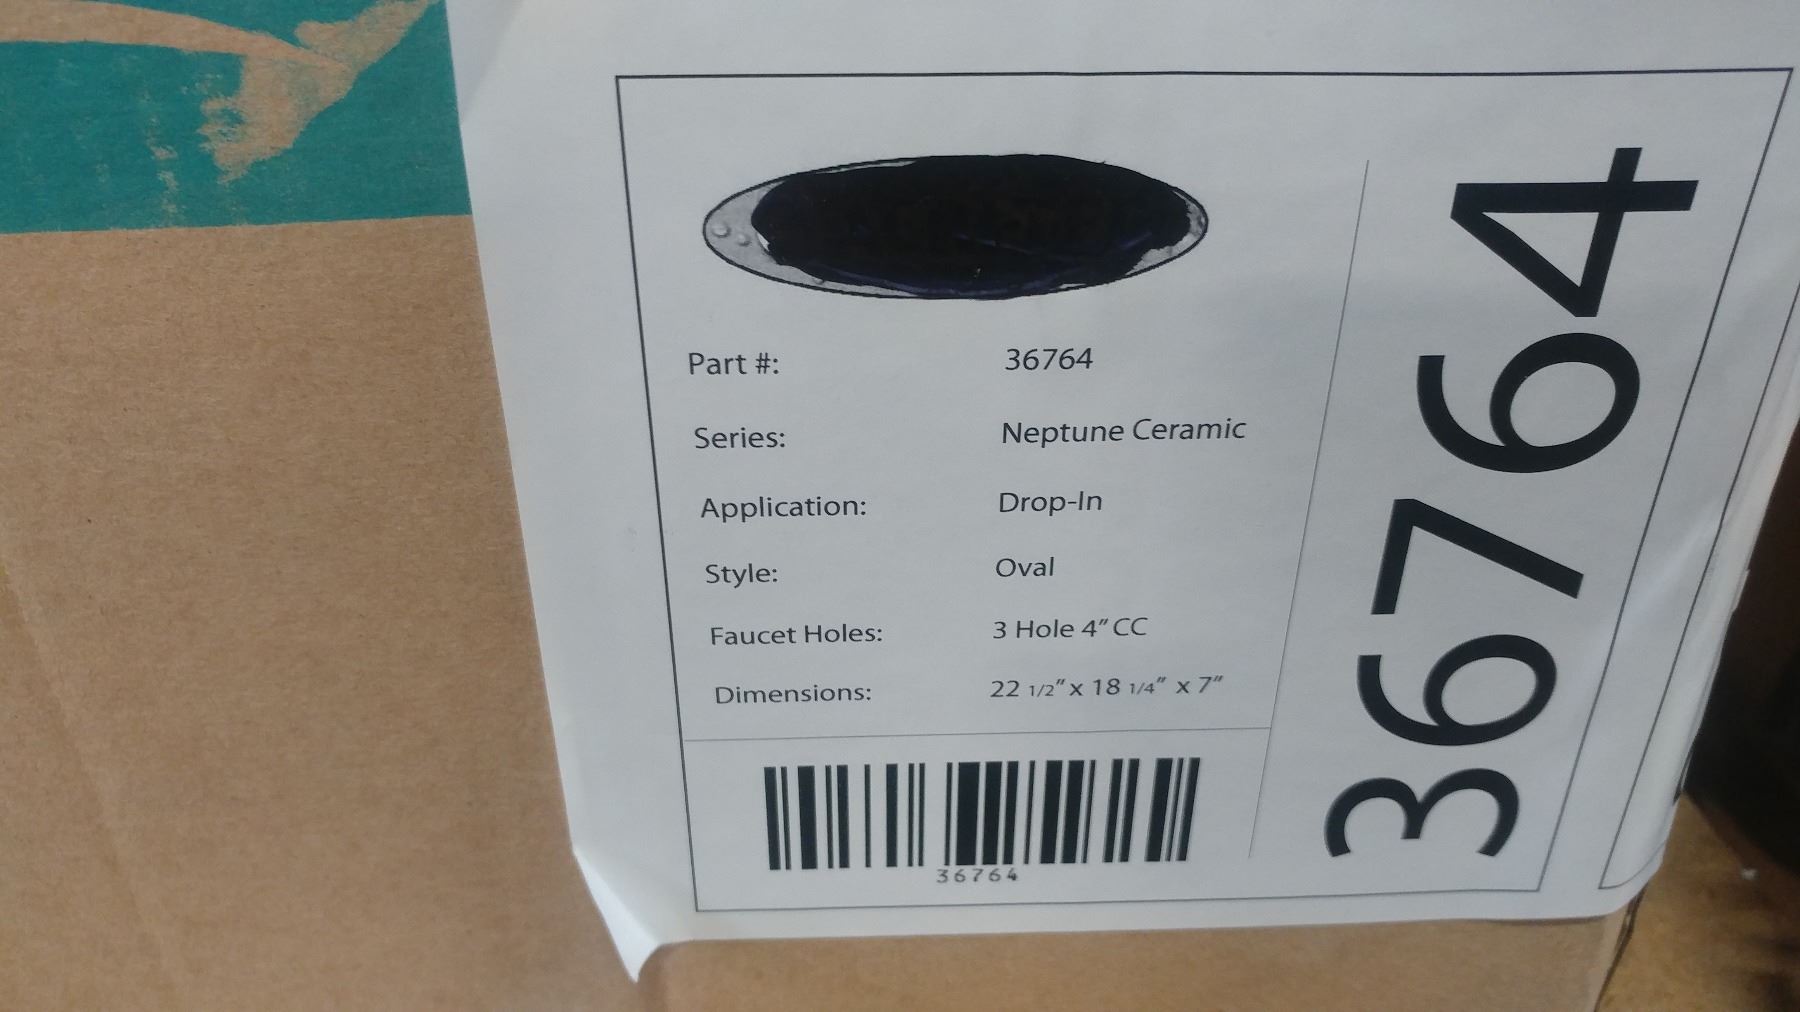 Part #: 36764
Series: Neptune Ceramic
Application: Drop-In
Style: Oval
Faucet Holes: 3 Hole 4" CC
Dimensions: 22 1/2" x 18 1/4" x 7"
36764
36764